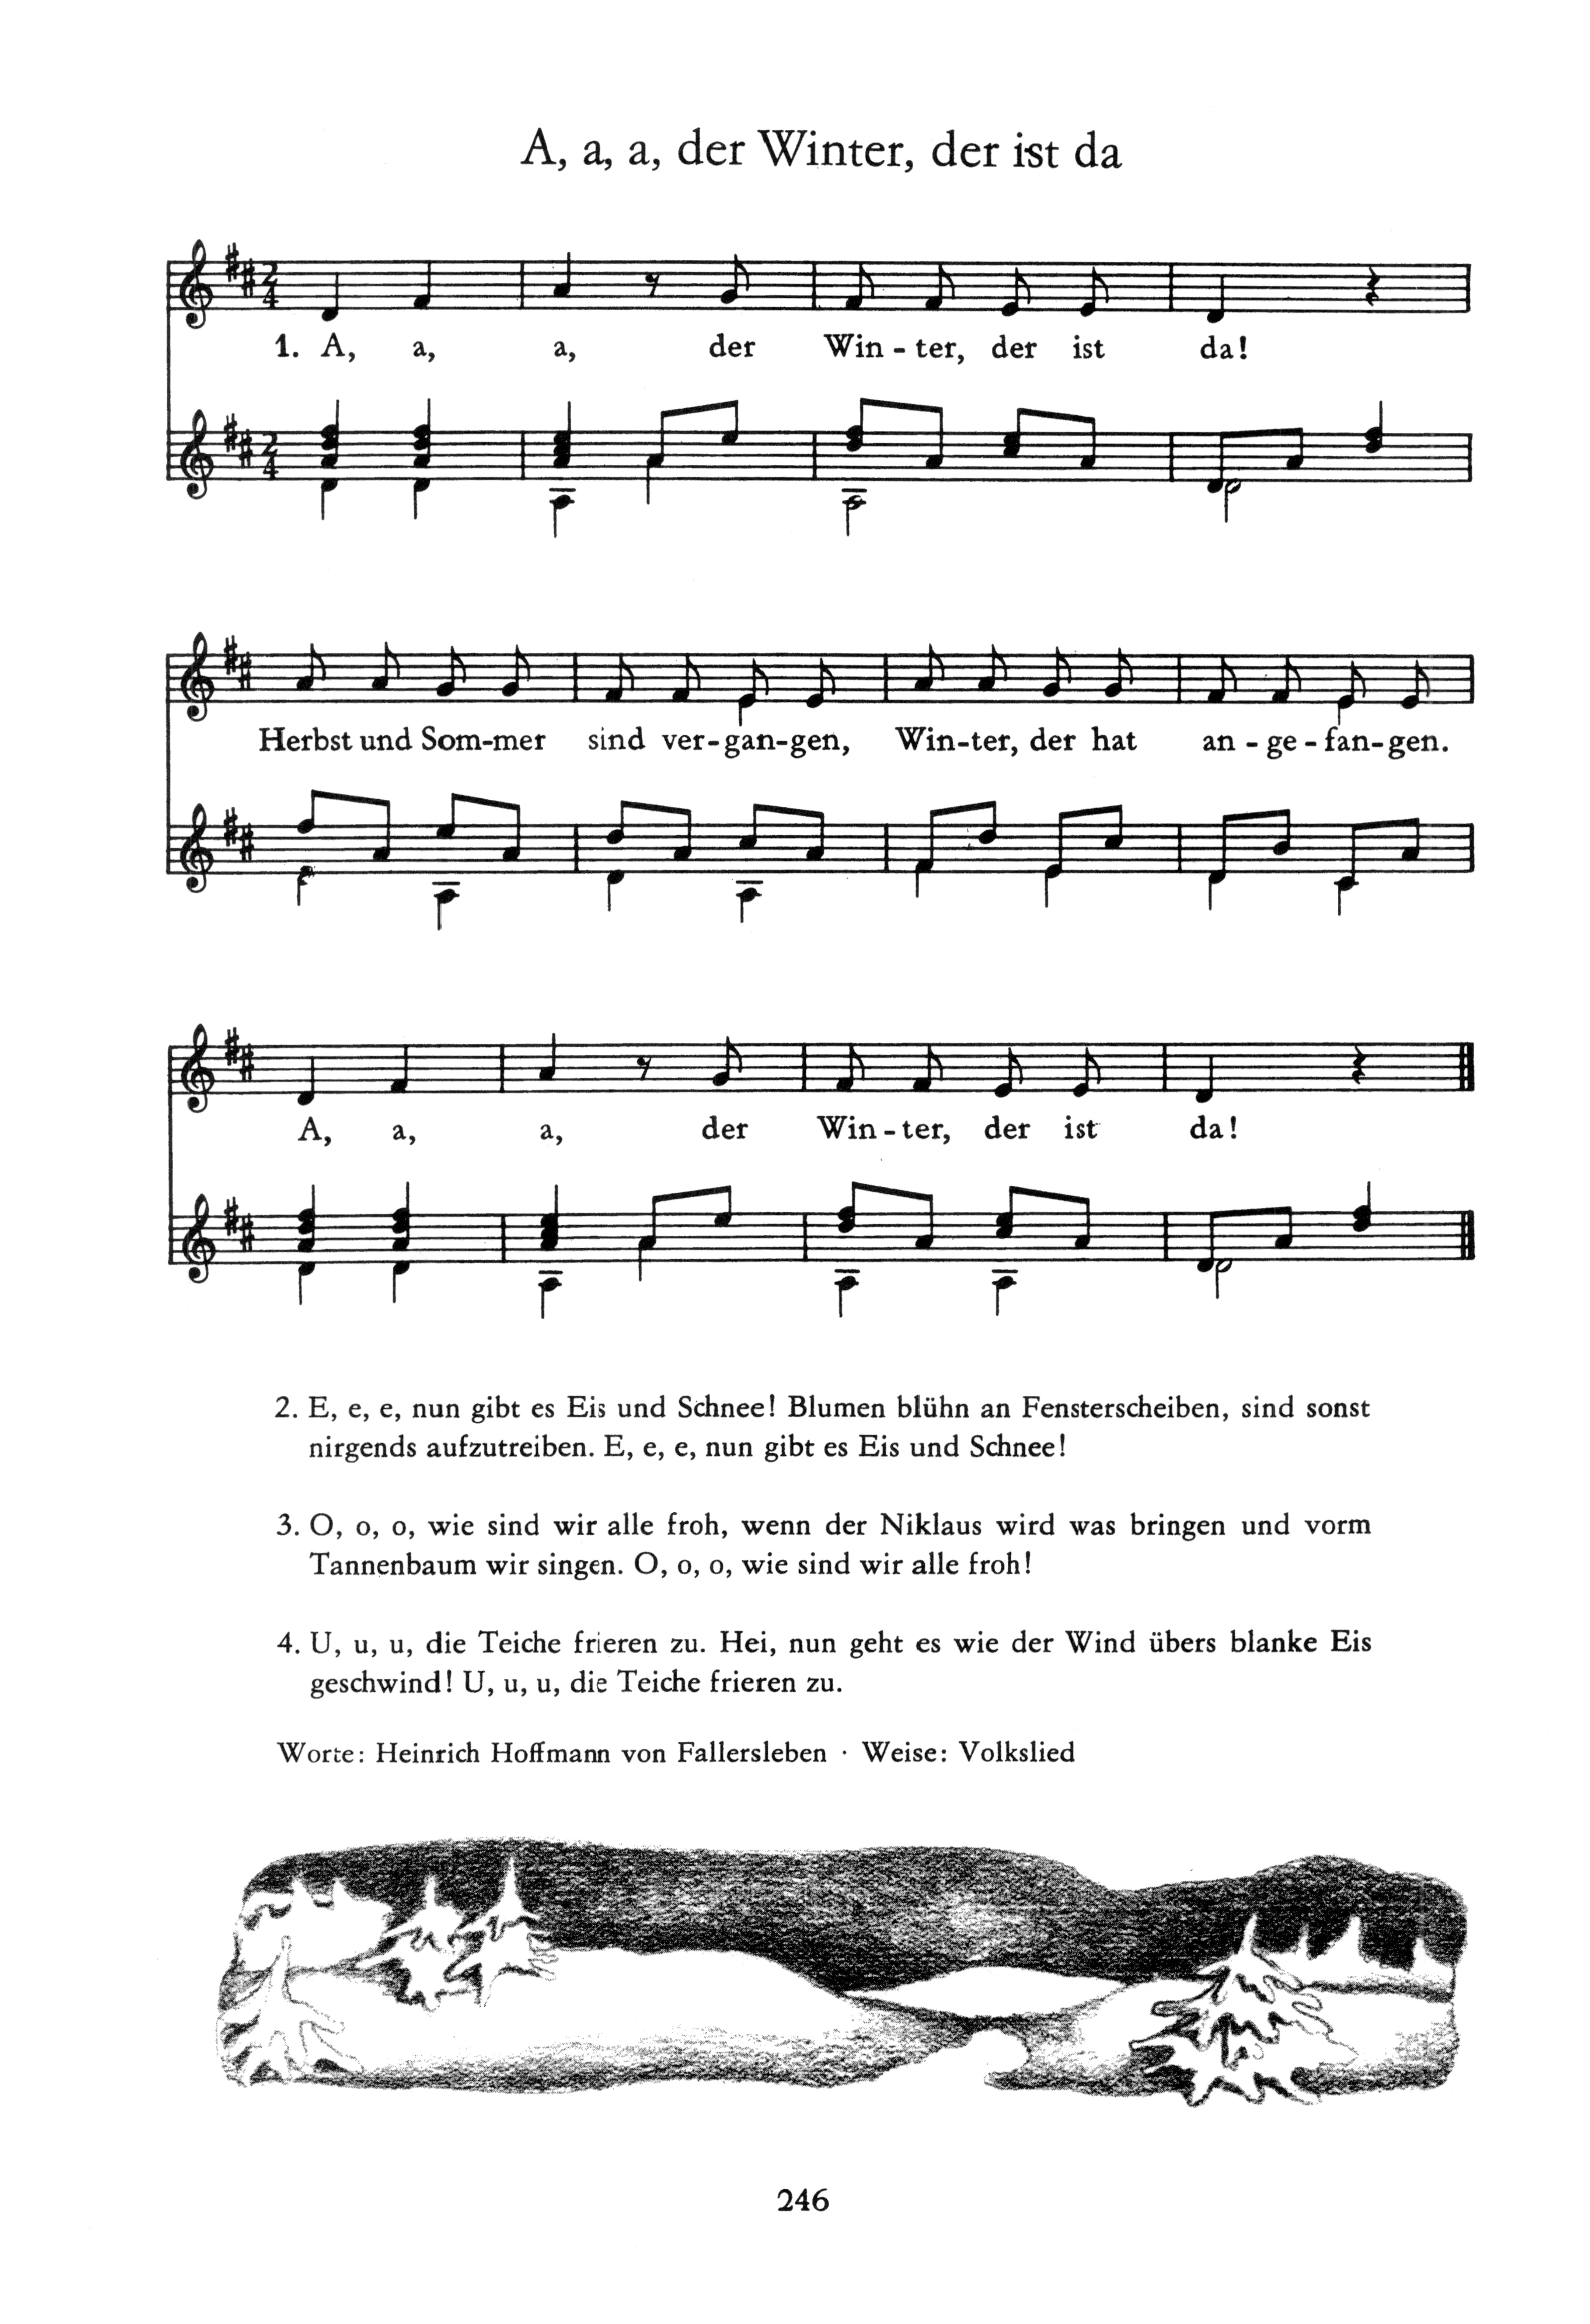 A, a, a, der Winter, der ist da
1. A, a, a, der Win - ter, der ist da!
Herbst und Som-mer sind ver-gan-gen, Win-ter, der hat an - ge - fan-gen.
A, a, a, der Win - ter, der ist da!
2. E, e, e, nun gibt es Eis und Schnee! Blumen blühn an Fensterscheiben, sind sonst
nirgends aufzutreiben. E, e, e, nun gibt es Eis und Schnee!
3. O, o, o, wie sind wir alle froh, wenn der Niklaus wird was bringen und vorm
Tannenbaum wir singen. O, o, o, wie sind wir alle froh!
4. U, u, u, die Teiche frieren zu. Hei, nun geht es wie der Wind übers blanke Eis
geschwind! U, u, u, die Teiche frieren zu.
Worte: Heinrich Hoffmann von Fallersleben · Weise: Volkslied
246